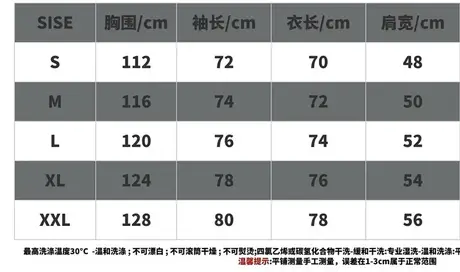 SISE 胸围/cm 袖长/cm 衣长/cm 肩宽/cm
S 112 72 70 48
M 116 74 72 50
L 120 76 74 52
XL 124 78 76 54
XXL 128 80 78 56
最高洗涤温度30°C -温和洗涤；不可漂白；不可滚筒干燥；不可熨烫;四氯乙烯或碳氢化合物干洗-缓和干洗:专业湿洗-温和洗涤:平
温馨提示:平铺测量手工测量，误差在1-3cm属于正常范围